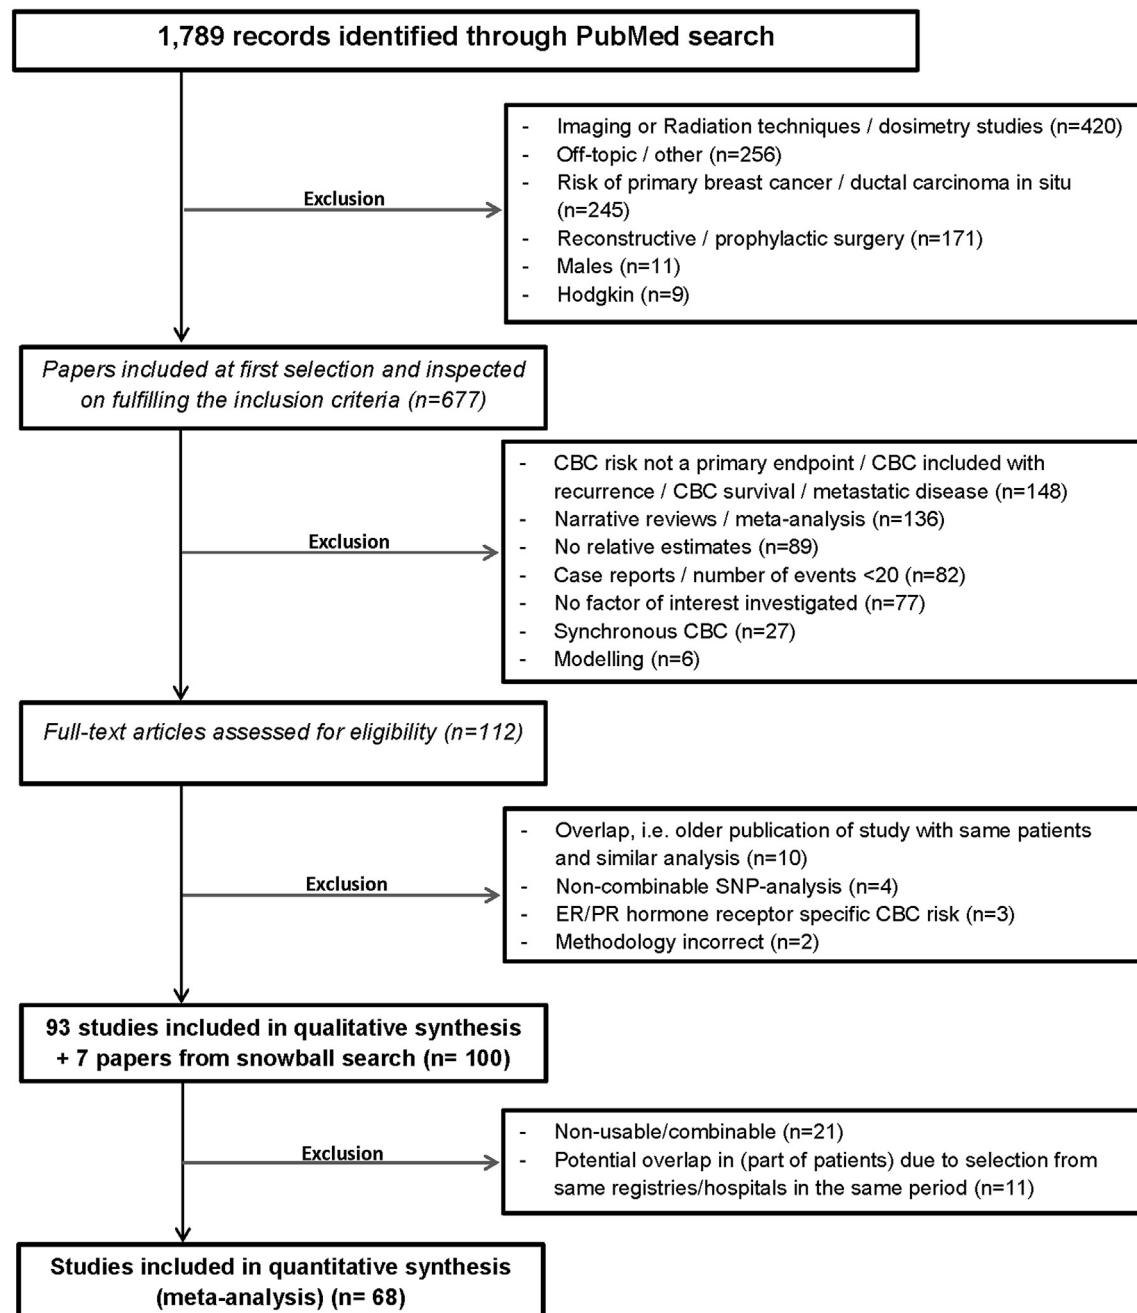 1,789 records identified through PubMed search
- Imaging or Radiation techniques / dosimetry studies (n=420)
- Off-topic / other (n=256)
- Risk of primary breast cancer / ductal carcinoma in situ
(n=245)
- Reconstructive / prophylactic surgery (n=171)
- Males (n=11)
- Hodgkin (n=9)
Exclusion
Papers included at first selection and inspected
on fulfilling the inclusion criteria (n=677)
- CBC risk not a primary endpoint / CBC included with
recurrence / CBC survival / metastatic disease (n=148)
- Narrative reviews / meta-analysis (n=136)
- No relative estimates (n=89)
- Case reports / number of events <20 (n=82)
- No factor of interest investigated (n=77)
- Synchronous CBC (n=27)
- Modelling (n=6)
Exclusion
Full-text articles assessed for eligibility (n=112)
- Overlap, i.e. older publication of study with same patients
and similar analysis (n=10)
- Non-combinable SNP-analysis (n=4)
- ER/PR hormone receptor specific CBC risk (n=3)
- Methodology incorrect (n=2)
Exclusion
93 studies included in qualitative synthesis
+ 7 papers from snowball search (n= 100)
- Non-usable/combinable (n=21)
- Potential overlap in (part of patients) due to selection from
same registries/hospitals in the same period (n=11)
Exclusion
Studies included in quantitative synthesis
(meta-analysis) (n= 68)